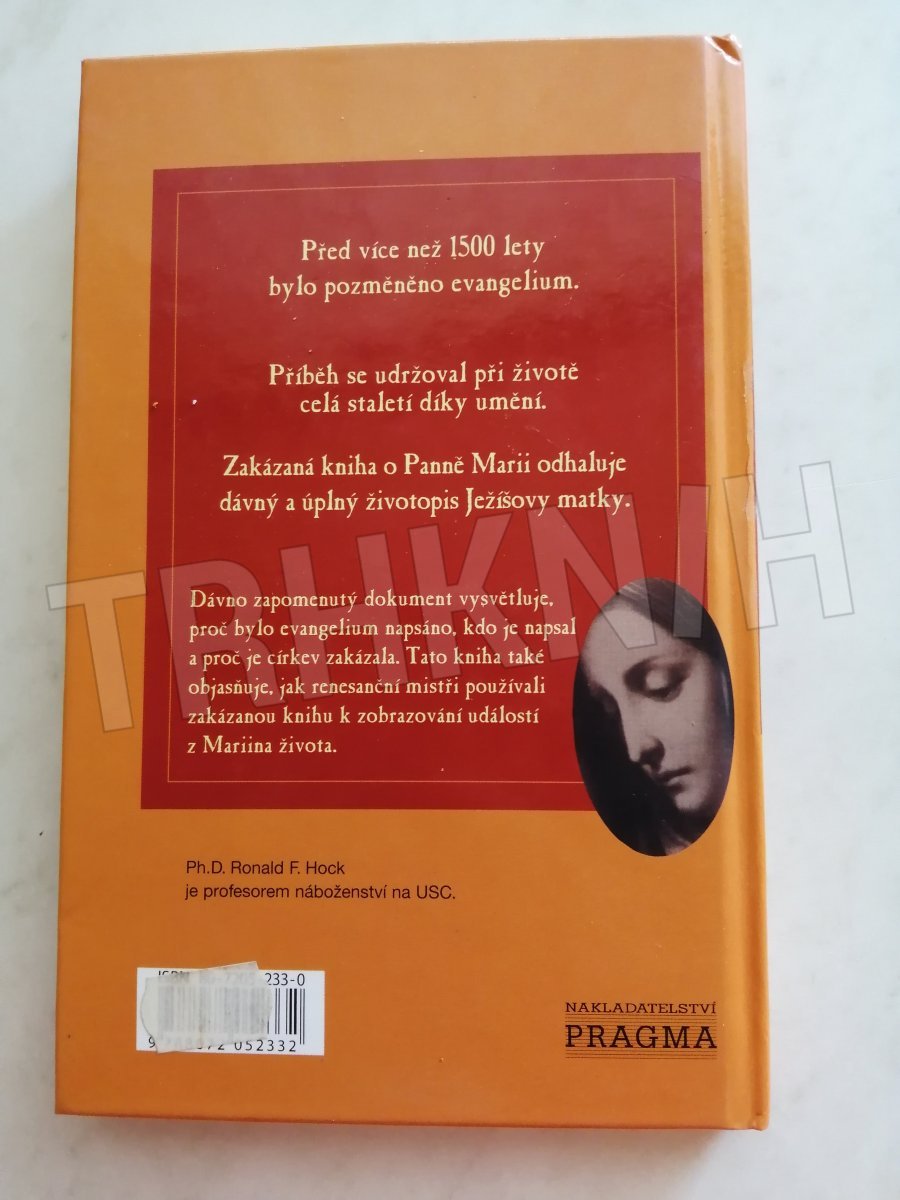 Před více než 1500 lety
bylo pozměněno evangelium.
Příběh se udržoval při životě
celá staletí díky umění.
Zakázaná kniha o Panně Marii odhaluje
dávný a úplný životopis Ježíšovy matky.
Dávno zapomenutý dokument vysvětluje,
proč bylo evangelium napsáno, kdo je napsal
a proč je církev zakázala. Tato kniha také
objasňuje, jak renesanční mistři používali
zakázanou knihu k zobrazování událostí
z Mariina života.
TRHKNIH
Ph.D. Ronald F. Hock
je profesorem náboženství na USC.
233-0
052332
NAKLADATELSTVÍ
PRAGMA